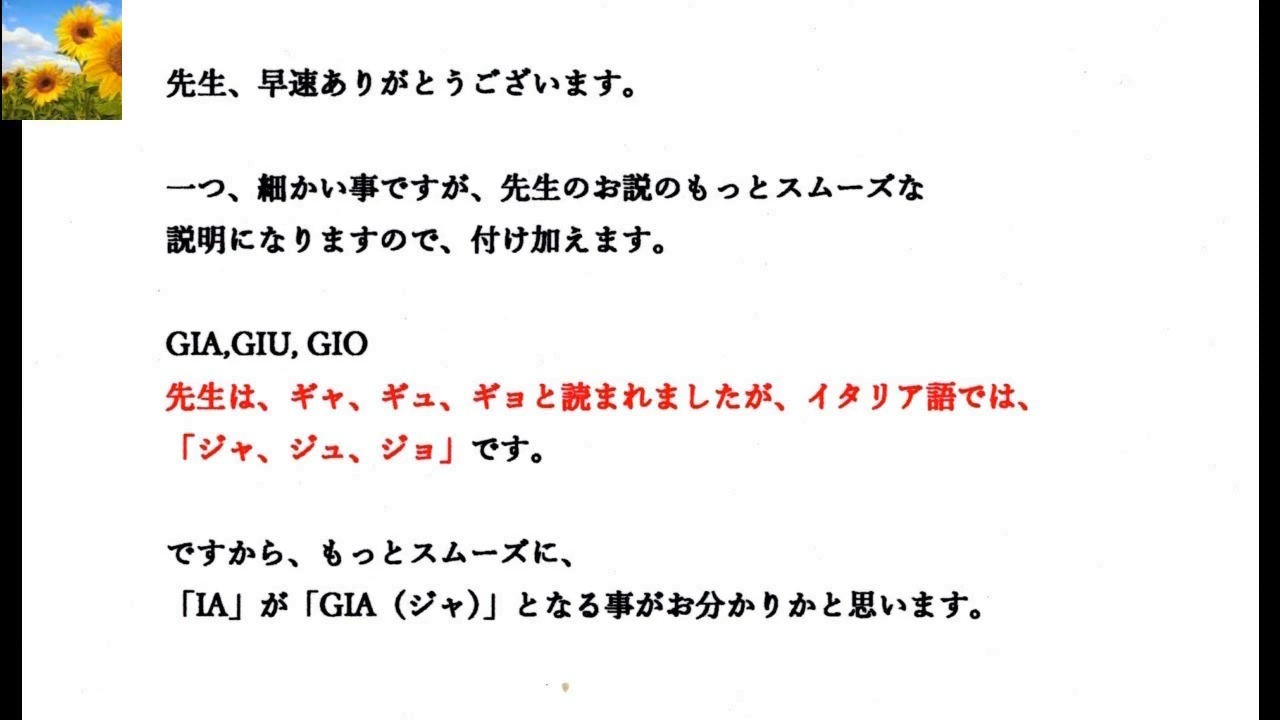 先生、早速ありがとうございます。
一つ、細かい事ですが、先生のお説のもっとスムーズな
説明になりますので、付け加えます。
GIA,GIU, GIO
先生は、ギャ、ギュ、ギョと読まれましたが、イタリア語では、
「ジャ、ジュ、ジョ」です。
ですから、もっとスムーズに、
「IA」が「GIA（ジャ）」となる事がお分かりかと思います。